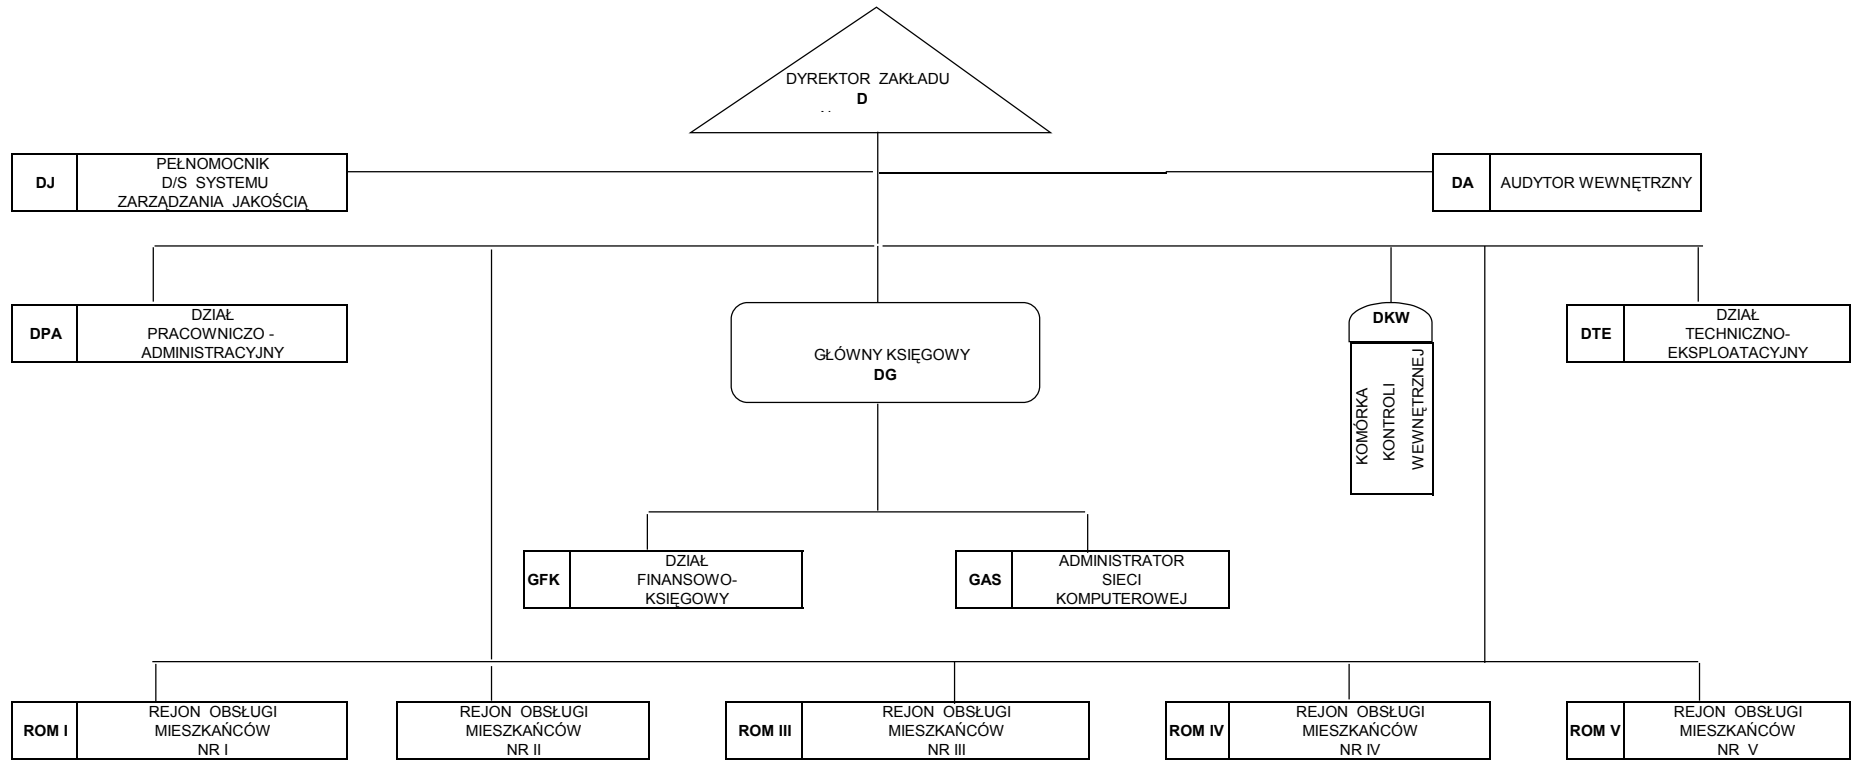 DYREKTOR ZAKŁADU
D
DJ
PEŁNOMOCNIK
D/S SYSTEMU
ZARZĄDZANIA JAKOŚCIĄ
DA
AUDYTOR WEWNĘTRZNY
DPA
DZIAŁ
PRACOWNICZO -
ADMINISTRACYJNY
GŁÓWNY KSIĘGOWY
DG
DKW
KOMÓRKA
KONTROLI
WEWNĘTRZNEJ
DTE
DZIAŁ
TECHNICZNO-
EKSPLOATACYJNY
GFK
DZIAŁ
FINANSOWO-
KSIĘGOWY
GAS
ADMINISTRATOR
SIECI
KOMPUTEROWEJ
ROM I
REJON OBSŁUGI
MIESZKAŃCÓW
NR I
REJON OBSŁUGI
MIESZKAŃCÓW
NR II
ROM III
REJON OBSŁUGI
MIESZKAŃCÓW
NR III
ROM IV
REJON OBSŁUGI
MIESZKAŃCÓW
NR IV
ROM V
REJON OBSŁUGI
MIESZKAŃCÓW
NR V